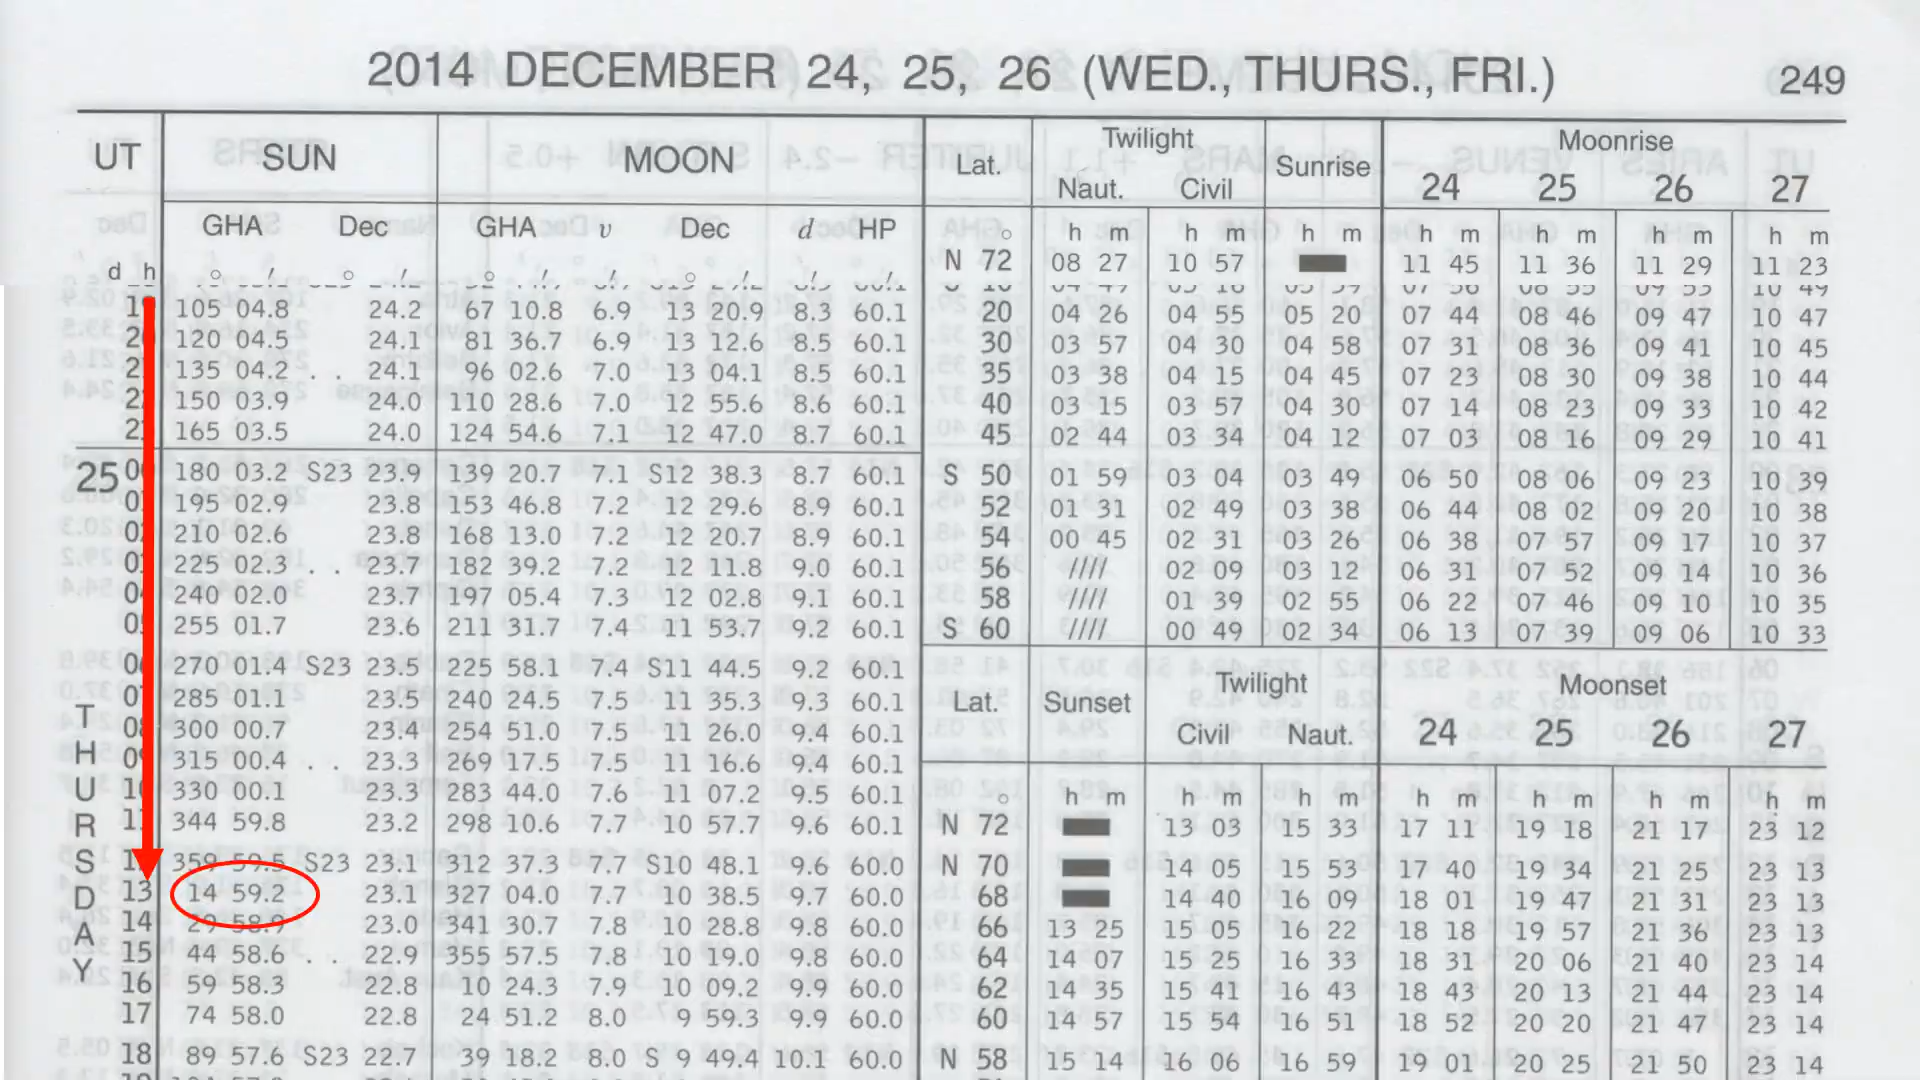 2014 DECEMBER 24, 25, 26 (WED., THURS., FRI.) 249
UT SUN MOON Lat. Twilight Sunrise Moonrise
Naut. Civil 24 25 26 27
GHA Dec GHA v Dec d HP
d h ° ′ ° ′ ° ′ ′ ° ′ ′ ′ ° h m h m h m h m h m h m h m
N 72 08 27 10 57 11 45 11 36 11 29 11 23
105 04.8 24.2 67 10.8 6.9 13 20.9 8.3 60.1 20 04 26 04 55 05 20 07 44 08 46 09 47 10 47
120 04.5 24.1 81 36.7 6.9 13 12.6 8.5 60.1 30 03 57 04 30 04 58 07 31 08 36 09 41 10 45
135 04.2 . . 24.1 96 02.6 7.0 13 04.1 8.5 60.1 35 03 38 04 15 04 45 07 23 08 30 09 38 10 44
150 03.9 24.0 110 28.6 7.0 12 55.6 8.6 60.1 40 03 15 03 57 04 30 07 14 08 23 09 33 10 42
165 03.5 24.0 124 54.6 7.1 12 47.0 8.7 60.1 45 02 44 03 34 04 12 07 03 08 16 09 29 10 41
25 180 03.2 S23 23.9 139 20.7 7.1 S12 38.3 8.7 60.1 S 50 01 59 03 04 03 49 06 50 08 06 09 23 10 39
195 02.9 23.8 153 46.8 7.2 12 29.6 8.9 60.1 52 01 31 02 49 03 38 06 44 08 02 09 20 10 38
210 02.6 23.8 168 13.0 7.2 12 20.7 8.9 60.1 54 00 45 02 31 03 26 06 38 07 57 09 17 10 37
225 02.3 . . 23.7 182 39.2 7.2 12 11.8 9.0 60.1 56 //// 02 09 03 12 06 31 07 52 09 14 10 36
240 02.0 23.7 197 05.4 7.3 12 02.8 9.1 60.1 58 //// 01 39 02 55 06 22 07 46 09 10 10 35
255 01.7 23.6 211 31.7 7.4 11 53.7 9.2 60.1 S 60 //// 00 49 02 34 06 13 07 39 09 06 10 33
270 01.4 S23 23.5 225 58.1 7.4 S11 44.5 9.2 60.1
285 01.1 23.5 240 24.5 7.5 11 35.3 9.3 60.1
300 00.7 23.4 254 51.0 7.5 11 26.0 9.4 60.1
315 00.4 . . 23.3 269 17.5 7.5 11 16.6 9.4 60.1
330 00.1 23.3 283 44.0 7.6 11 07.2 9.5 60.1
344 59.8 23.2 298 10.6 7.7 10 57.7 9.6 60.1
359 59.5 S23 23.1 312 37.3 7.7 S10 48.1 9.6 60.0
13 14 59.2 23.1 327 04.0 7.7 10 38.5 9.7 60.0
14 29 58.9 23.0 341 30.7 7.8 10 28.8 9.8 60.0
15 44 58.6 . . 22.9 355 57.5 7.8 10 19.0 9.8 60.0
16 59 58.3 22.8 10 24.3 7.9 10 09.2 9.9 60.0
17 74 58.0 22.8 24 51.2 8.0 9 59.3 9.9 60.0
18 89 57.6 S23 22.7 39 18.2 8.0 S 9 49.4 10.1 60.0
THURSDAY
Lat. Sunset Twilight Moonset
Civil Naut. 24 25 26 27
° h m h m h m h m h m h m h m
N 72 13 03 15 33 17 11 19 18 21 17 23 12
N 70 14 05 15 53 17 40 19 34 21 25 23 13
68 14 40 16 09 18 01 19 47 21 31 23 13
66 13 25 15 05 16 22 18 18 19 57 21 36 23 13
64 14 07 15 25 16 33 18 31 20 06 21 40 23 14
62 14 35 15 41 16 43 18 43 20 13 21 44 23 14
60 14 57 15 54 16 51 18 52 20 20 21 47 23 14
N 58 15 14 16 06 16 59 19 01 20 25 21 50 23 14